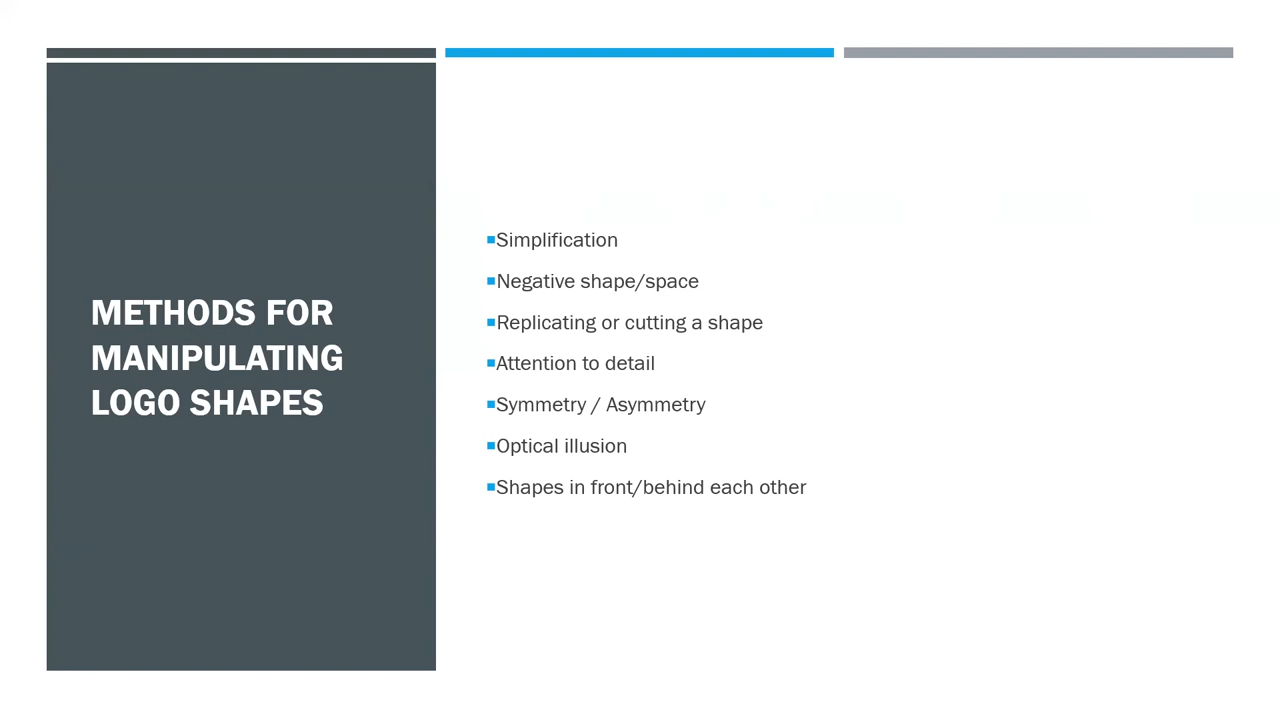 METHODS FOR
MANIPULATING
LOGO SHAPES
Simplification
Negative shape/space
Replicating or cutting a shape
Attention to detail
Symmetry / Asymmetry
Optical illusion
Shapes in front/behind each other